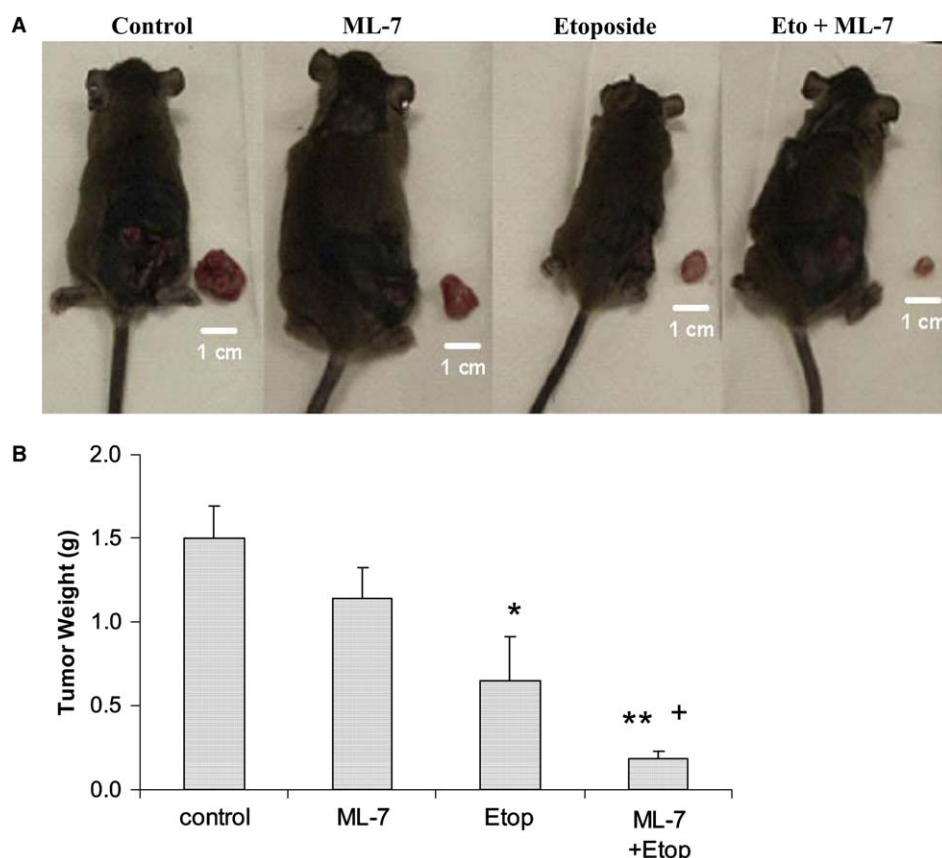 A
Control ML-7 Etoposide Eto + ML-7
1 cm 1 cm 1 cm 1 cm
B
2.0
1.5
1.0
0.5
0.0
Tumor Weight (g)
*
** +
control ML-7 Etop ML-7
+Etop